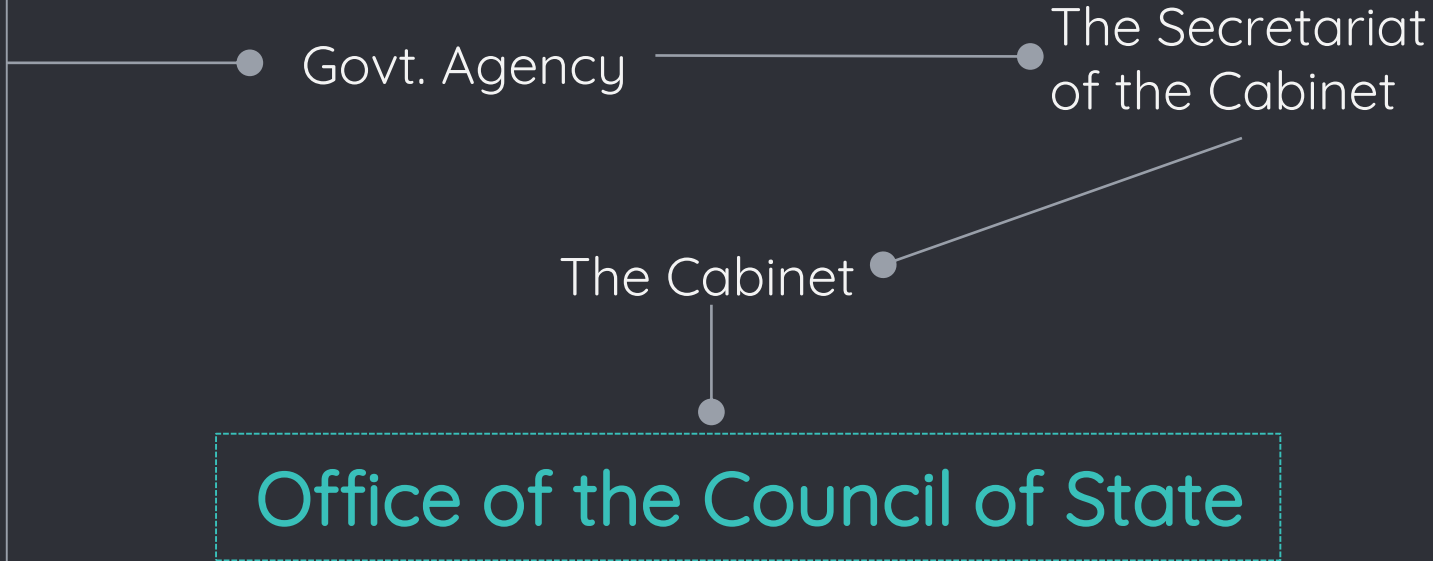 Govt. Agency
The Secretariat
of the Cabinet
The Cabinet
Office of the Council of State